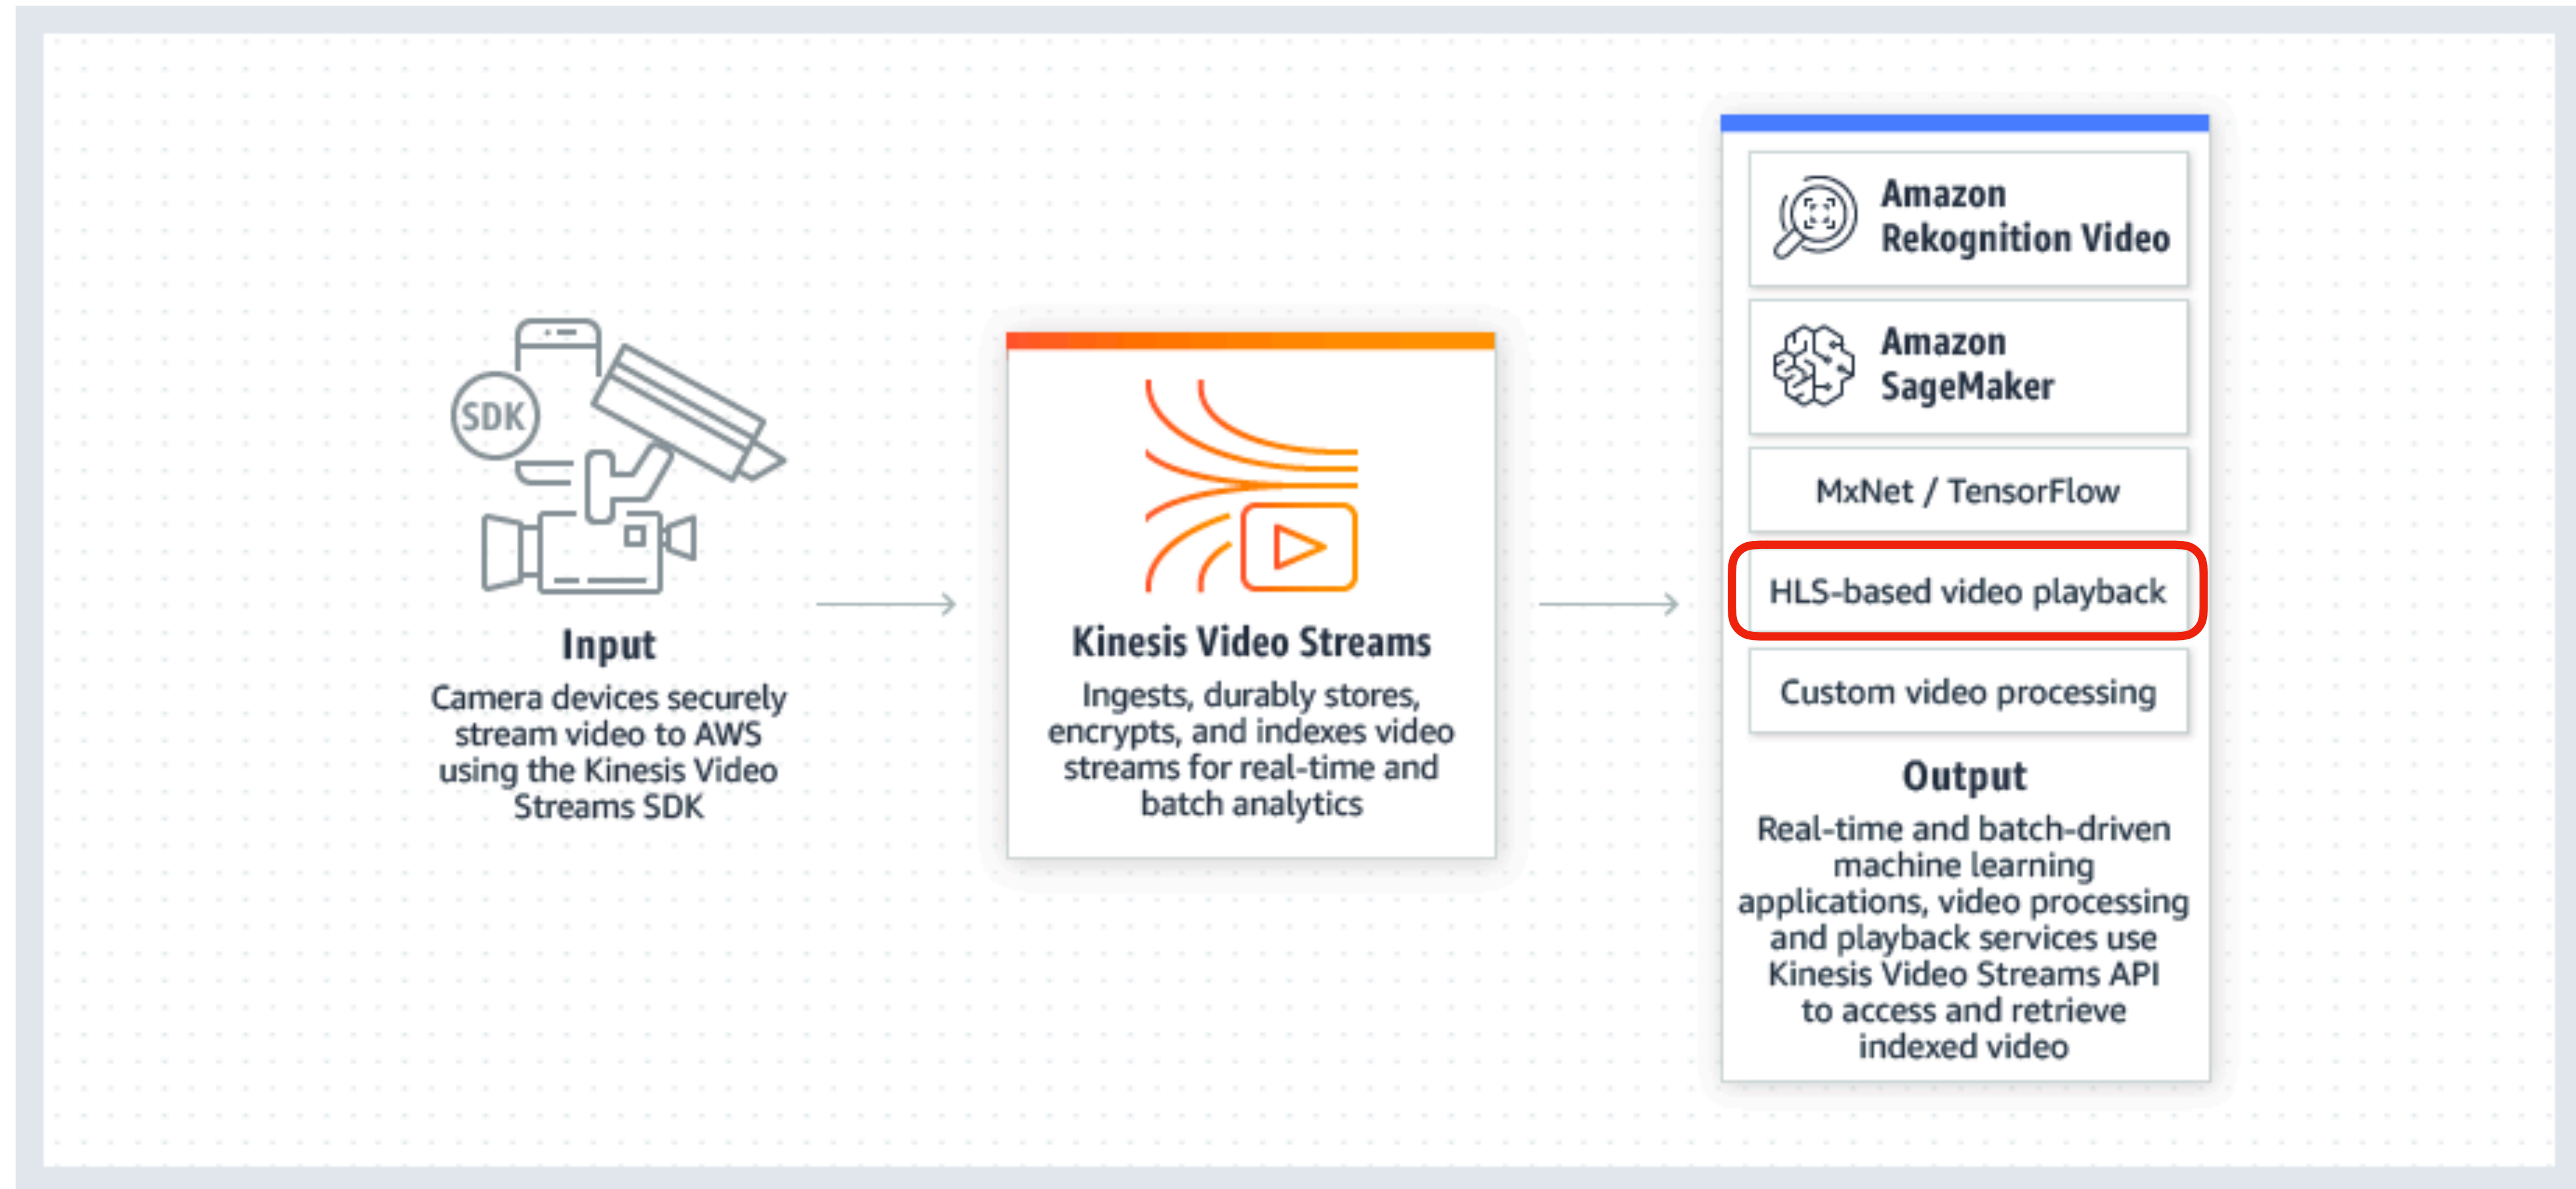 SDK
Input
Camera devices securely
stream video to AWS
using the Kinesis Video
Streams SDK
Kinesis Video Streams
Ingests, durably stores,
encrypts, and indexes video
streams for real-time and
batch analytics
Amazon
Rekognition Video
Amazon
SageMaker
MxNet / TensorFlow
HLS-based video playback
Custom video processing
Output
Real-time and batch-driven
machine learning
applications, video processing
and playback services use
Kinesis Video Streams API
to access and retrieve
indexed video